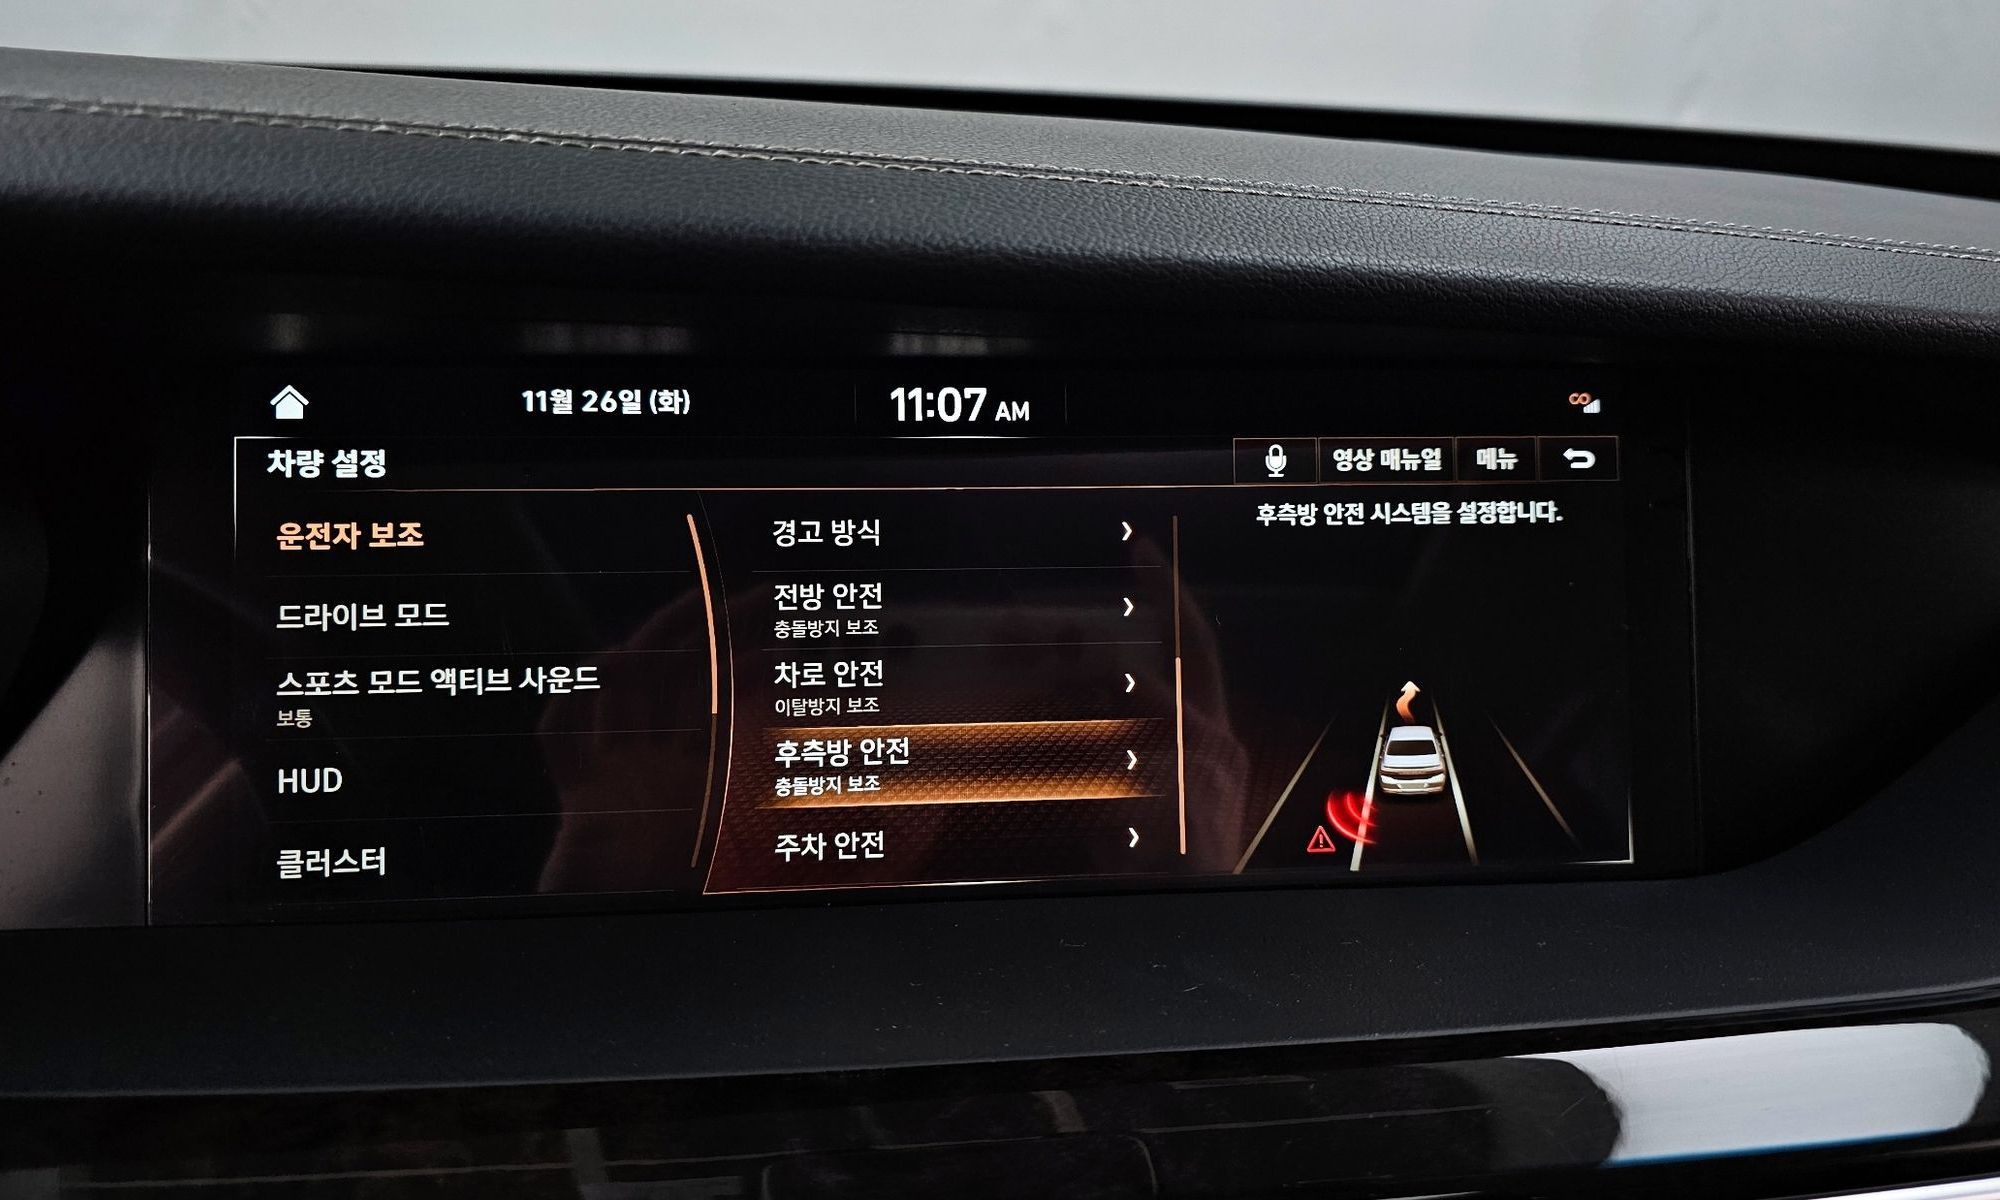 11월 26일 (화)
11:07 AM
차량 설정
영상 매뉴얼
메뉴
운전자 보조
드라이브 모드
스포츠 모드 액티브 사운드
보통
HUD
클러스터
경고 방식
전방 안전
충돌방지 보조
차로 안전
이탈방지 보조
후측방 안전
충돌방지 보조
주차 안전
후측방 안전 시스템을 설정합니다.